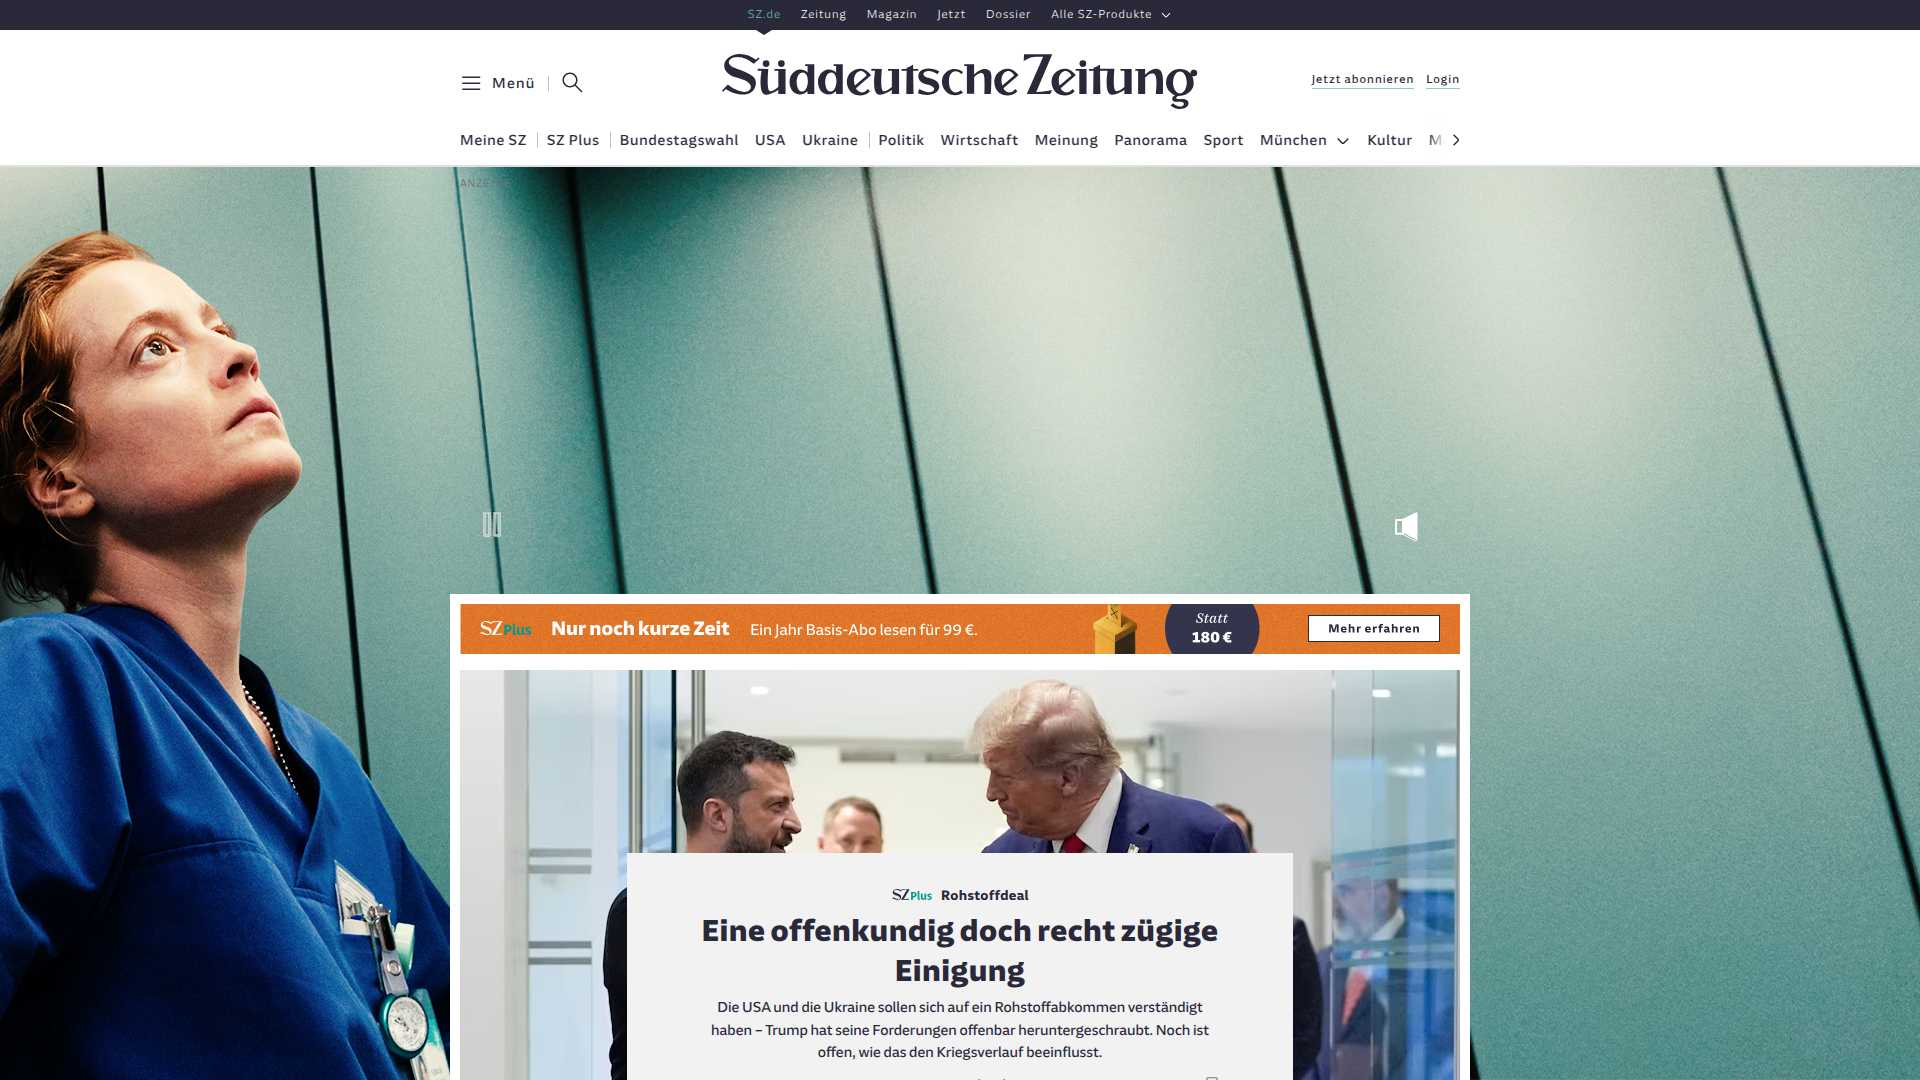 SZ.de Zeitung Magazin Jetzt Dossier Alle SZ-Produkte
Menü
Süddeutsche Zeitung
Jetzt abonnieren Login
Meine SZ SZ Plus Bundestagswahl USA Ukraine Politik Wirtschaft Meinung Panorama Sport München Kultur M
SZ Plus Nur noch kurze Zeit Ein Jahr Basis-Abo lesen für 99 €.
Statt
180 €
Mehr erfahren
SZ Plus Rohstoffdeal
Eine offenkundig doch recht zügige
Einigung
Die USA und die Ukraine sollen sich auf ein Rohstoffabkommen verständigt
haben – Trump hat seine Forderungen offenbar heruntergeschraubt. Noch ist
offen, wie das den Kriegsverlauf beeinflusst.